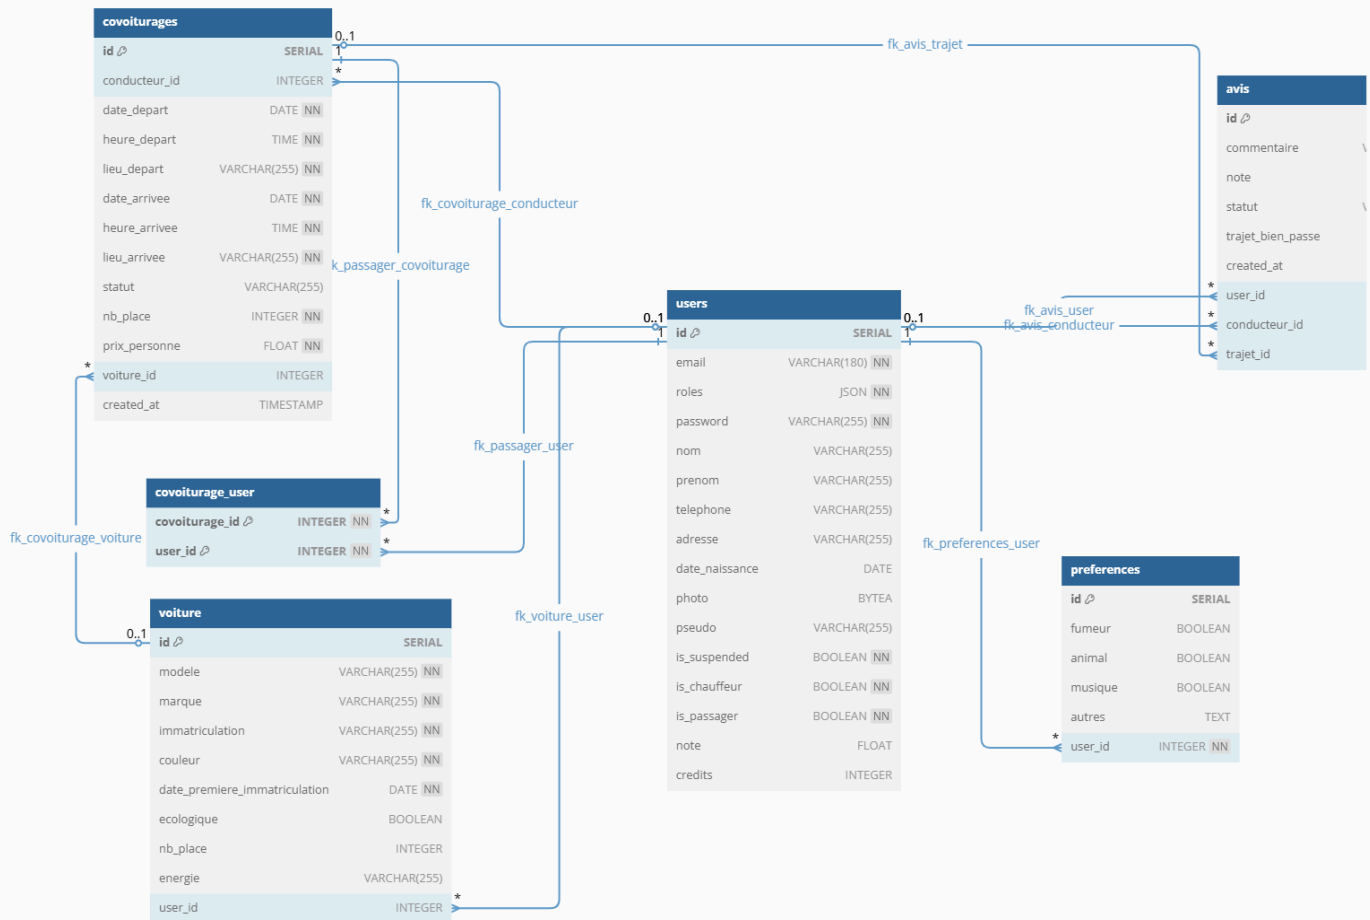 covoiturages
id SERIAL
conducteur_id INTEGER
date_depart DATE NN
heure_depart TIME NN
lieu_depart VARCHAR(255) NN
date_arrivee DATE NN
heure_arrivee TIME NN
lieu_arrivee VARCHAR(255) NN
statut VARCHAR(255)
nb_place INTEGER NN
prix_personne FLOAT NN
voiture_id INTEGER
created_at TIMESTAMP
0..1
1
*
*
fk_avis_trajet
fk_covoiturage_conducteur
k_passager_covoiturage
avis
id
commentaire
note
statut
trajet_bien_passe
created_at
* user_id
* conducteur_id
* trajet_id
fk_avis_user
fk_avis_conducteur
users
0..1
1
0..1
1
id SERIAL
email VARCHAR(180) NN
roles JSON NN
password VARCHAR(255) NN
nom VARCHAR(255)
prenom VARCHAR(255)
telephone VARCHAR(255)
adresse VARCHAR(255)
date_naissance DATE
photo BYTEA
pseudo VARCHAR(255)
is_suspended BOOLEAN NN
is_chauffeur BOOLEAN NN
is_passager BOOLEAN NN
note FLOAT
credits INTEGER
fk_passager_user
covoiturage_user
covoiturage_id INTEGER NN *
user_id INTEGER NN *
fk_covoiturage_voiture
fk_preferences_user
fk_voiture_user
preferences
id SERIAL
fumeur BOOLEAN
animal BOOLEAN
musique BOOLEAN
autres TEXT
* user_id INTEGER NN
voiture
0..1
id SERIAL
modele VARCHAR(255) NN
marque VARCHAR(255) NN
immatriculation VARCHAR(255) NN
couleur VARCHAR(255) NN
date_premiere_immatriculation DATE NN
ecologique BOOLEAN
nb_place INTEGER
energie VARCHAR(255)
user_id INTEGER *